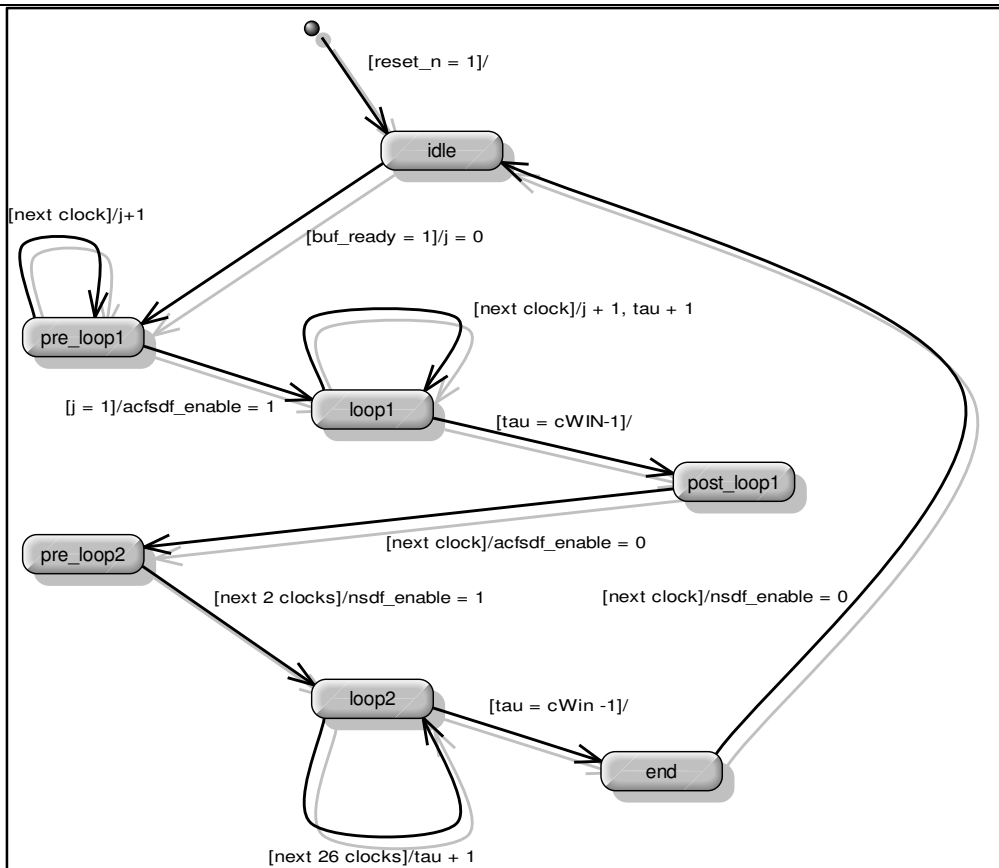 [reset_n = 1]/
idle
[next clock]/j+1
[buf_ready = 1]/j = 0
[next clock]/j + 1, tau + 1
pre_loop1
[j = 1]/acfsdf_enable = 1
loop1
[tau = cWIN-1]/
post_loop1
[next clock]/acfsdf_enable = 0
pre_loop2
[next 2 clocks]/nsdf_enable = 1
[next clock]/nsdf_enable = 0
loop2
[tau = cWin -1]/
end
[next 26 clocks]/tau + 1